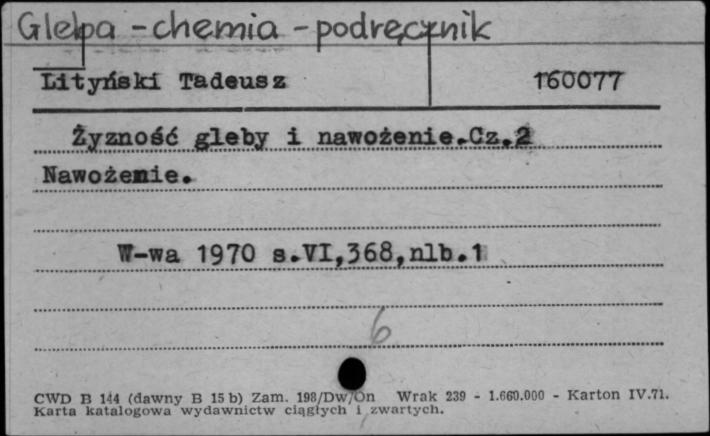 Gleba - chemia - podręcznik
Lityński Tadeusz 160077
Żyzność gleby i nawożenie.Cz.2
Nawożenie.
W-wa 1970 s.VI,368,nlb.1
6
CWD B 144 (dawny B 15 b) Zam. 198/Dw/On Wrak 239 - 1.660.000 - Karton IV.71.
Karta katalogowa wydawnictw ciągłych i zwartych.